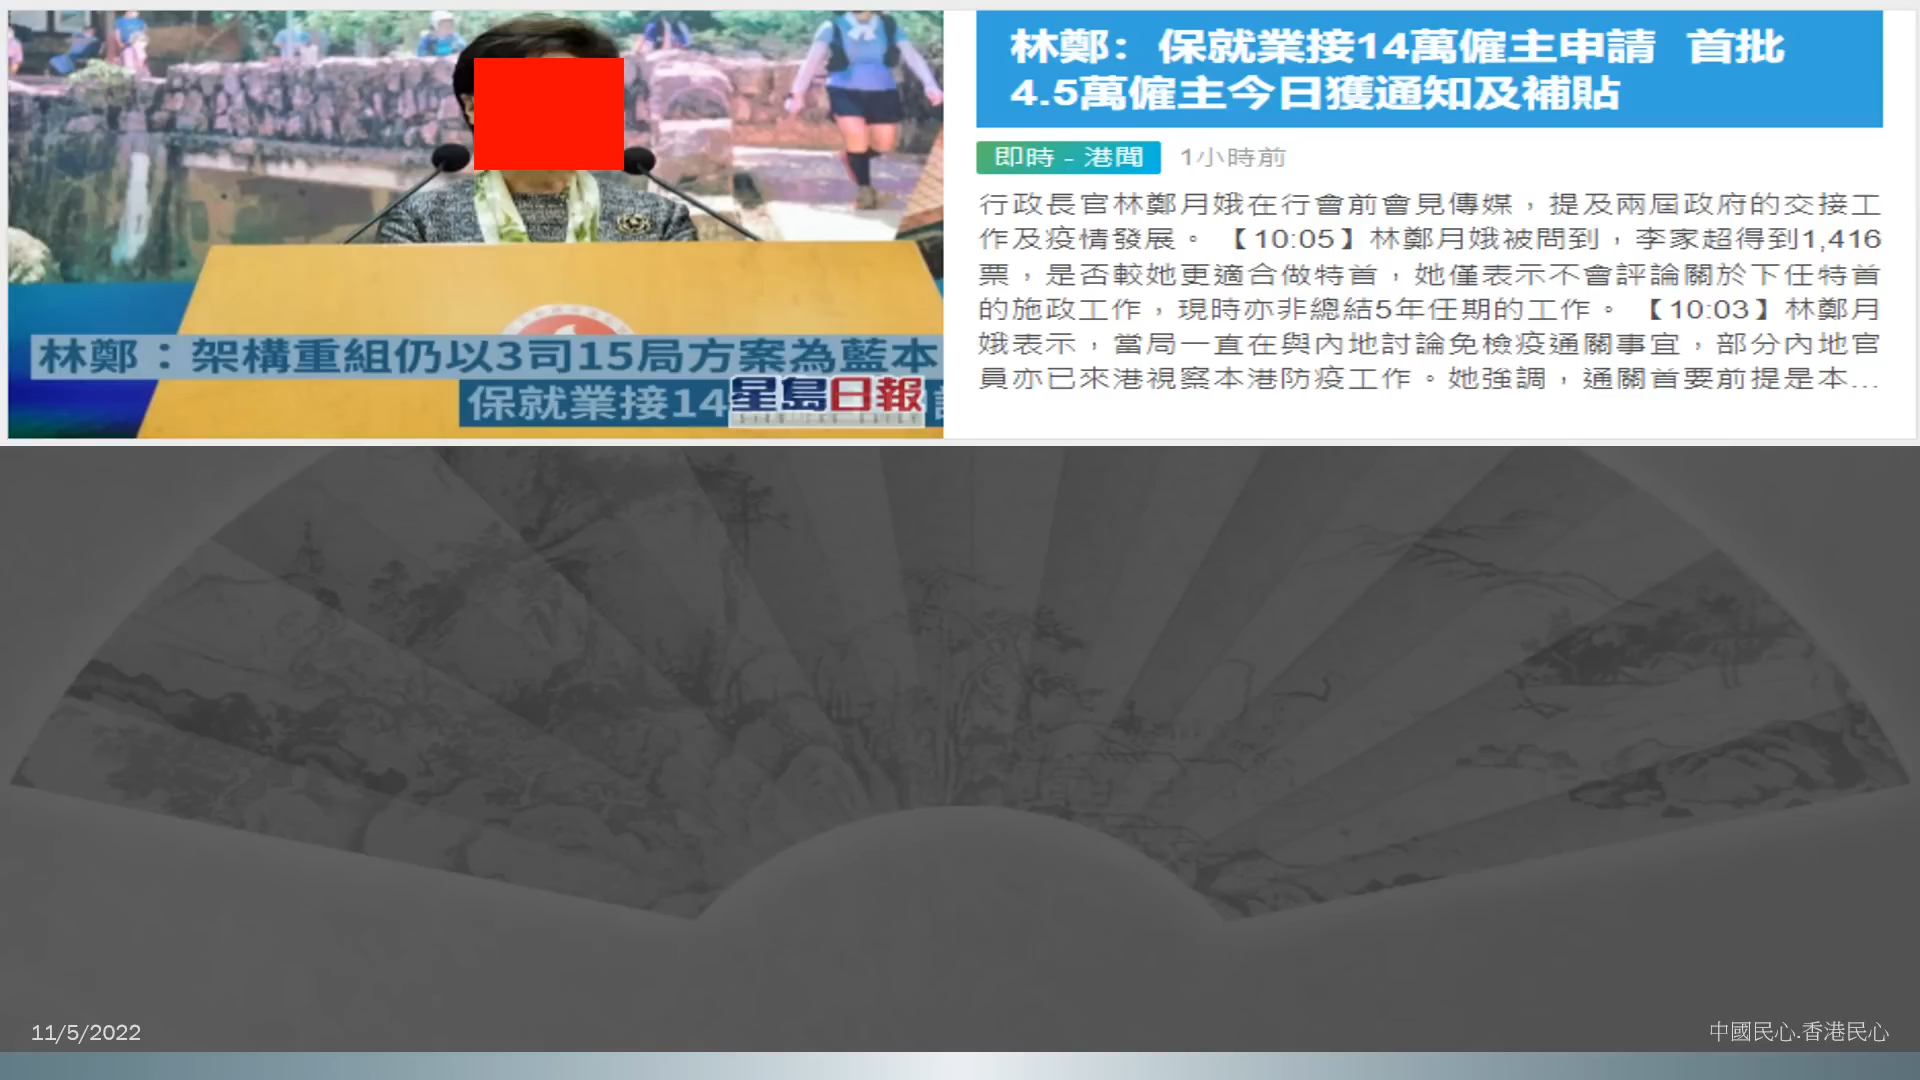 林鄭：保就業接14萬僱主申請 首批
4.5萬僱主今日獲通知及補貼
即時 - 港聞 1小時前
行政長官林鄭月娥在行會前會見傳媒，提及兩屆政府的交接工
作及疫情發展。 【10:05】林鄭月娥被問到，李家超得到1,416
票，是否較她更適合做特首，她僅表示不會評論關於下任特首
的施政工作，現時亦非總結5年任期的工作。 【10:03】林鄭月
娥表示，當局一直在與內地討論免檢疫通關事宜，部分內地官
員亦已來港視察本港防疫工作。她強調，通關首要前提是本...
林鄭：架構重組仍以3司15局方案為藍本
保就業接14
星島日報
11/5/2022
中國民心.香港民心